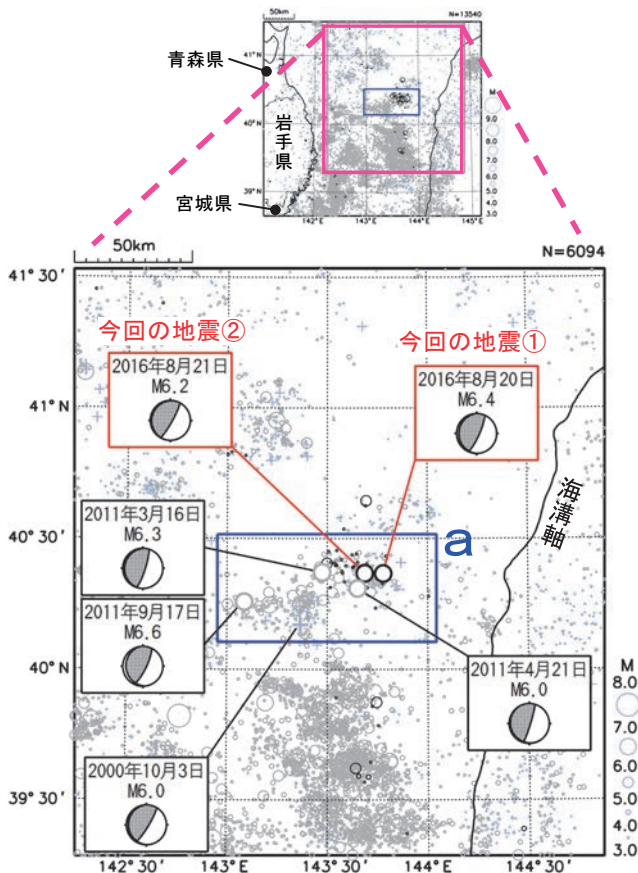 50km
N=13540
41°N
40°N
39°N
142°E
143°E
144°E
145°E
青森県
岩手県
宮城県
M
9.0
8.0
7.0
6.0
5.0
4.0
3.0
50km
N=6094
41°30′
41°N
40°30′
40°N
39°30′
142°30′
143°E
143°30′
144°E
144°30′
今回の地震②
2016年8月21日
M6.2
今回の地震①
2016年8月20日
M6.4
海溝軸
a
2011年3月16日
M6.3
2011年9月17日
M6.6
2011年4月21日
M6.0
2000年10月3日
M6.0
M
8.0
7.0
6.0
5.0
4.0
3.0